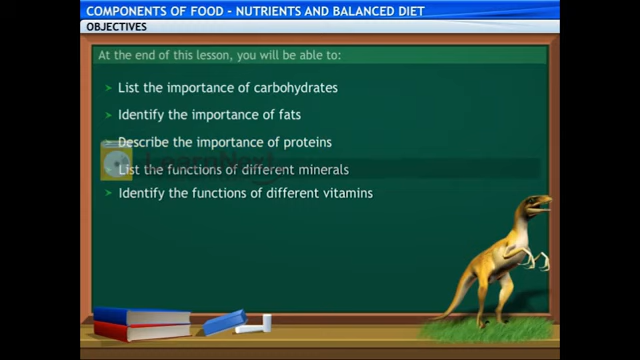 COMPONENTS OF FOOD - NUTRIENTS AND BALANCED DIET
OBJECTIVES
At the end of this lesson, you will be able to:
List the importance of carbohydrates
Identify the importance of fats
Describe the importance of proteins
LearnNext
List the functions of different minerals
Identify the functions of different vitamins